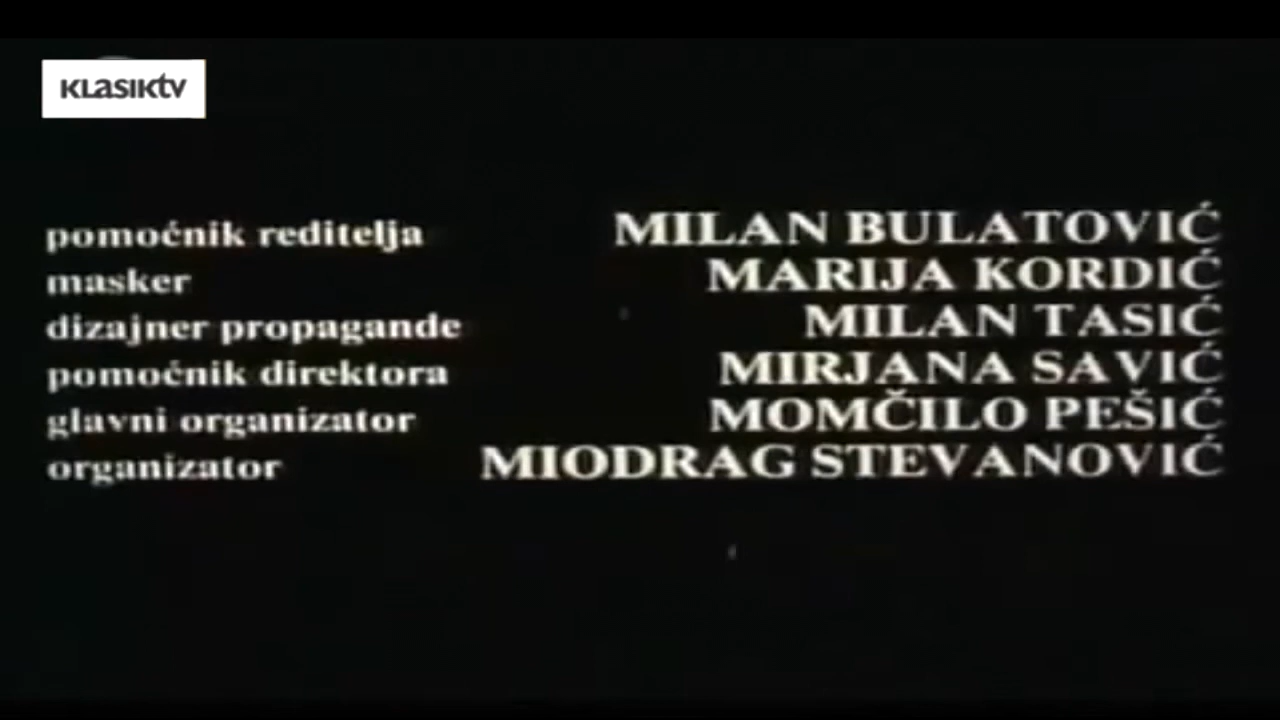 KLASIKTV
pomoćnik reditelja MILAN BULATOVIĆ
masker MARIJA KORDIĆ
dizajner propagande MILAN TASIĆ
pomoćnik direktora MIRJANA SAVIĆ
glavni organizator MOMČILO PEŠIĆ
organizator MIODRAG STEVANOVIĆ